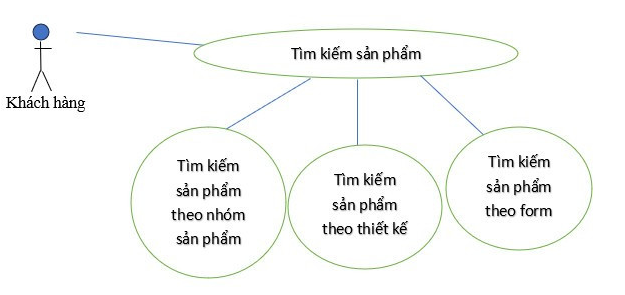 Tìm kiếm sản phẩm
Khách hàng
Tìm kiếm
sản phẩm
theo nhóm
sản phẩm
Tìm kiếm
sản phẩm
theo thiết kế
Tìm kiếm
sản phẩm
theo form